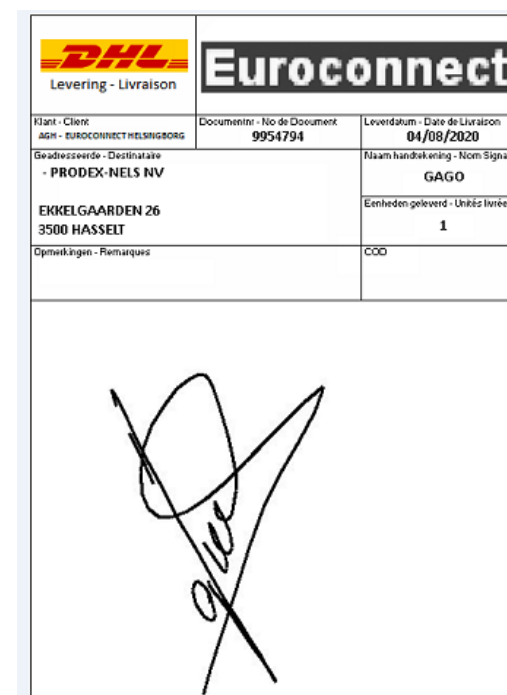 DHL
Levering - Livraison
Euroconnect
Klant - Client
AGH - EUROCONNECT HELSINGBORG
Documentnr - No de Document
9954794
Leverdatum - Date de Livraison
04/08/2020
Geadresseerde - Destinataire
- PRODEX-NELS NV
EKKELGAARDEN 26
3500 HASSELT
Naam handtekening - Nom Signa
GAGO
Eenheden geleverd - Unités livrée
1
Opmerkingen - Remarques
COD